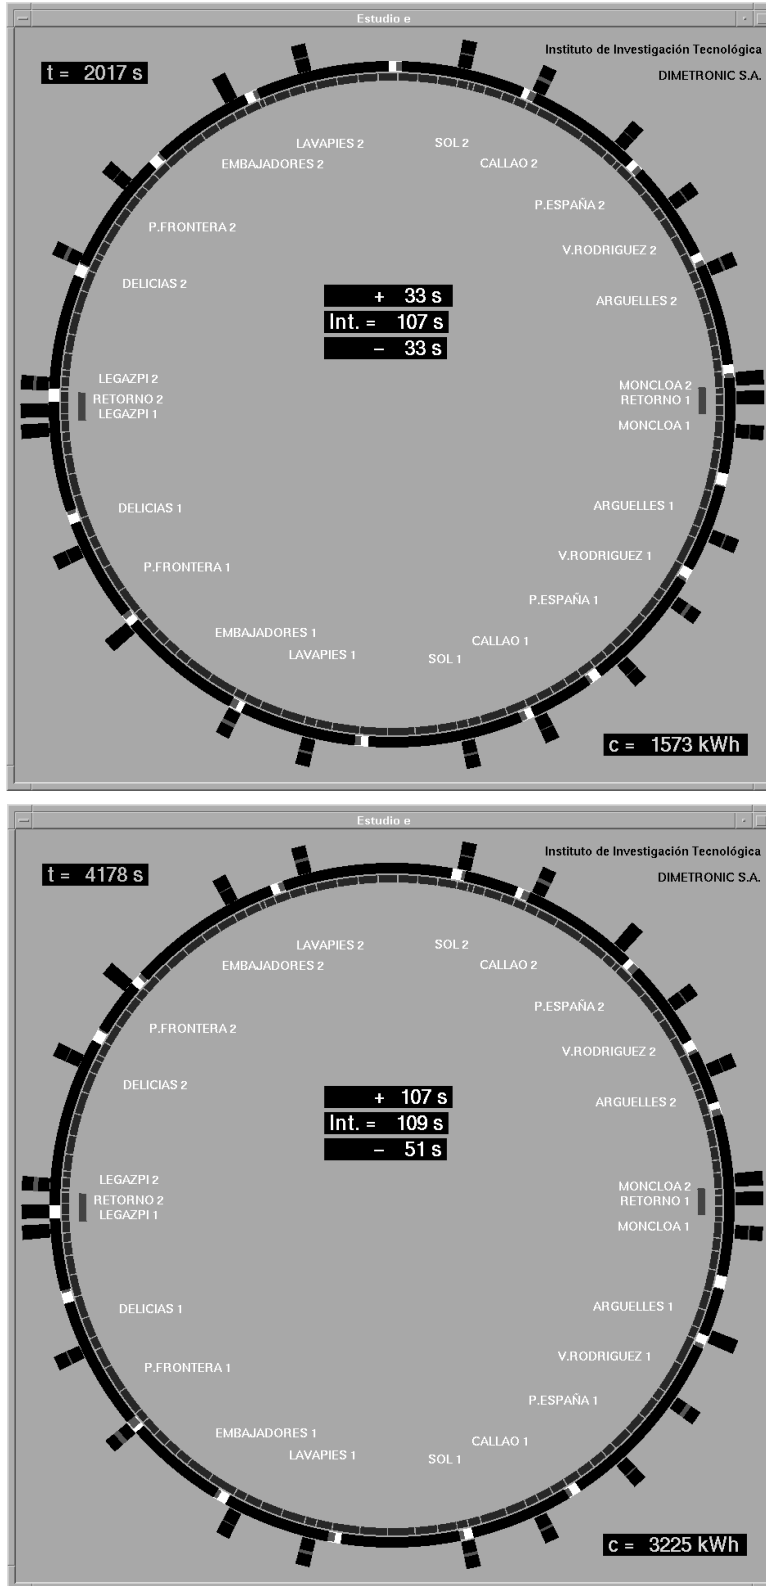 Estudio e
Instituto de Investigación Tecnológica
t = 2017 s
DIMETRONIC S.A.
LAVAPIES 2
SOL 2
EMBAJADORES 2
CALLAO 2
P.ESPAÑA 2
P.FRONTERA 2
V.RODRIGUEZ 2
DELICIAS 2
+ 33 s
ARGUELLES 2
Int. = 107 s
− 33 s
LEGAZPI 2
MONCLOA 2
RETORNO 2
RETORNO 1
LEGAZPI 1
MONCLOA 1
DELICIAS 1
ARGUELLES 1
V.RODRIGUEZ 1
P.FRONTERA 1
P.ESPAÑA 1
EMBAJADORES 1
CALLAO 1
LAVAPIES 1
SOL 1
c = 1573 kWh
Estudio e
Instituto de Investigación Tecnológica
t = 4178 s
DIMETRONIC S.A.
LAVAPIES 2
SOL 2
EMBAJADORES 2
CALLAO 2
P.ESPAÑA 2
P.FRONTERA 2
V.RODRIGUEZ 2
DELICIAS 2
+ 107 s
ARGUELLES 2
Int. = 109 s
− 51 s
LEGAZPI 2
MONCLOA 2
RETORNO 2
RETORNO 1
LEGAZPI 1
MONCLOA 1
DELICIAS 1
ARGUELLES 1
V.RODRIGUEZ 1
P.FRONTERA 1
P.ESPAÑA 1
EMBAJADORES 1
CALLAO 1
LAVAPIES 1
SOL 1
c = 3225 kWh